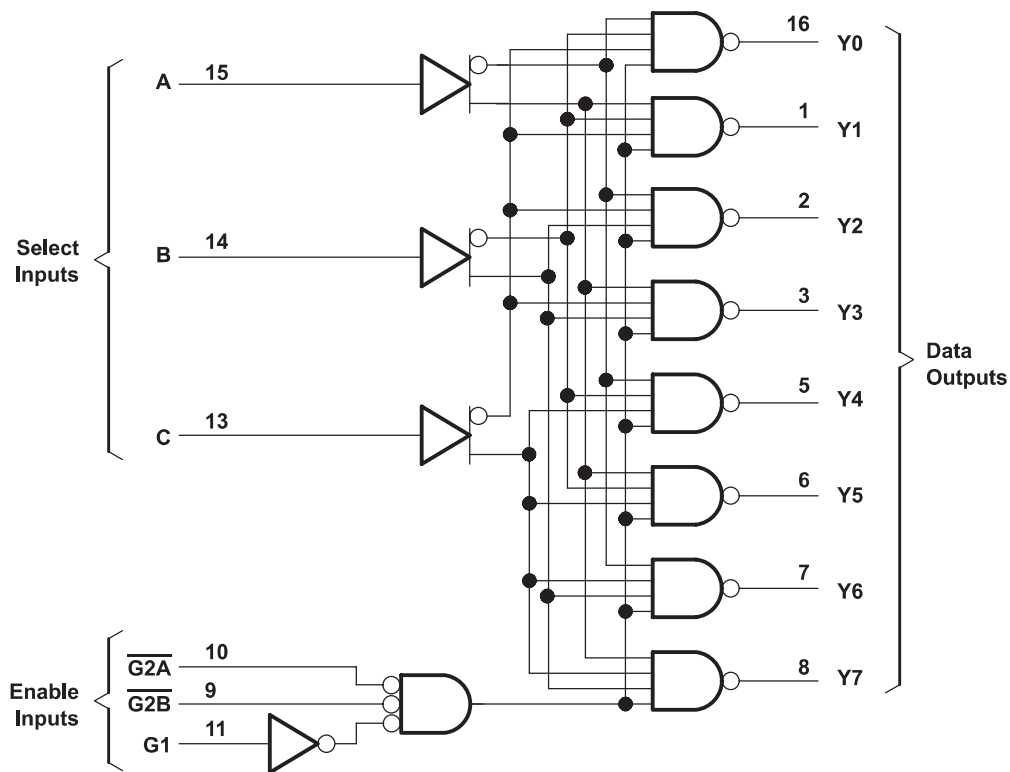 16
Y0
A
15
1
Y1
2
Y2
Select
Inputs
B
14
3
Y3
Data
Outputs
C
13
5
Y4
6
Y5
7
Y6
Enable
Inputs
G2A
10
G2B
9
G1
11
8
Y7